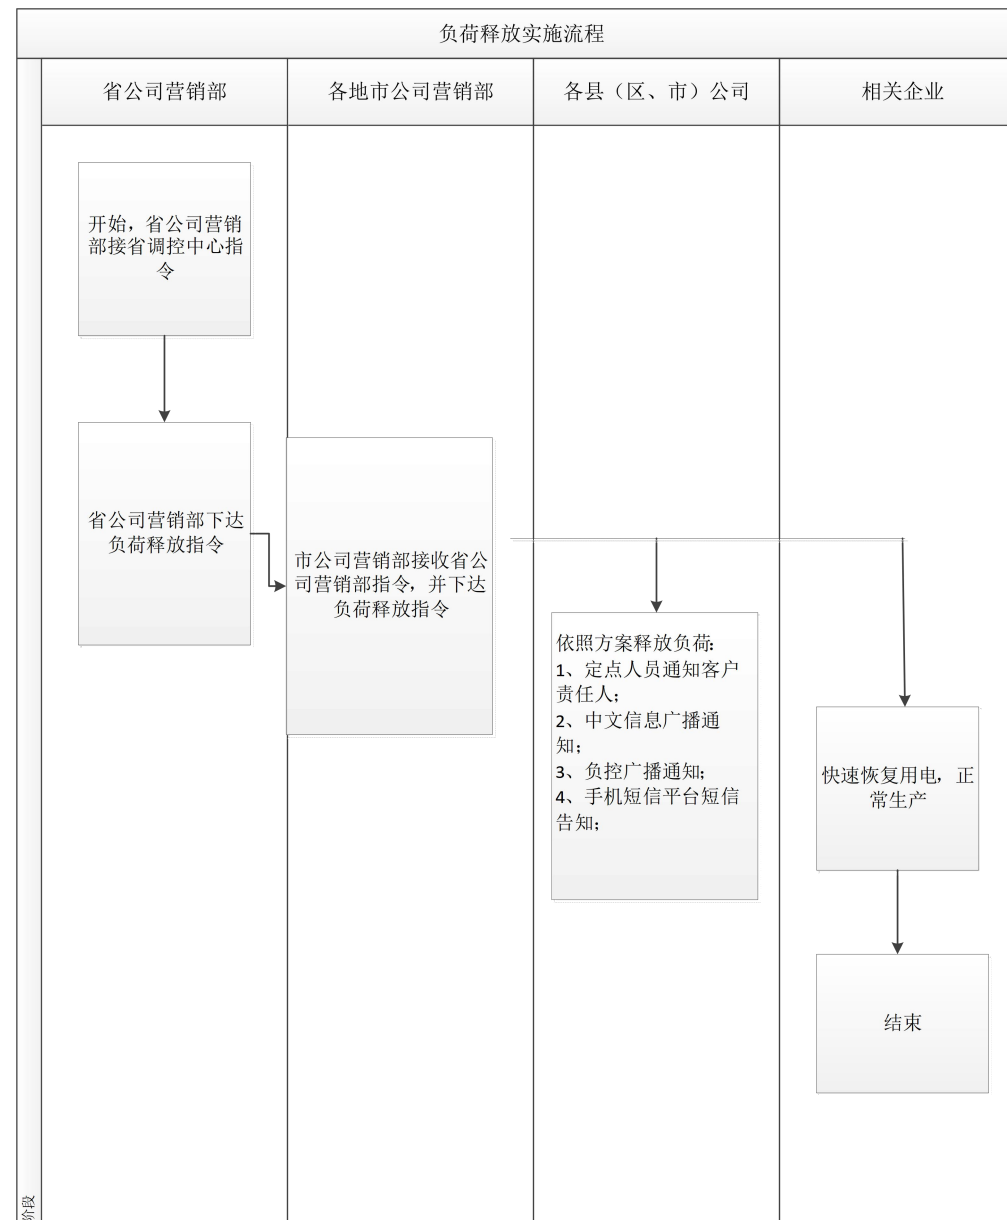 负荷释放实施流程
省公司营销部
各地市公司营销部
各县（区、市）公司
相关企业
开始，省公司营销
部接省调控中心指
令
省公司营销部下达
负荷释放指令
市公司营销部接收省公
司营销部指令，并下达
负荷释放指令
依照方案释放负荷：
1、定点人员通知客户
责任人；
2、中文信息广播通
知；
3、负控广播通知；
4、手机短信平台短信
告知；
快速恢复用电，正
常生产
结束
阶段